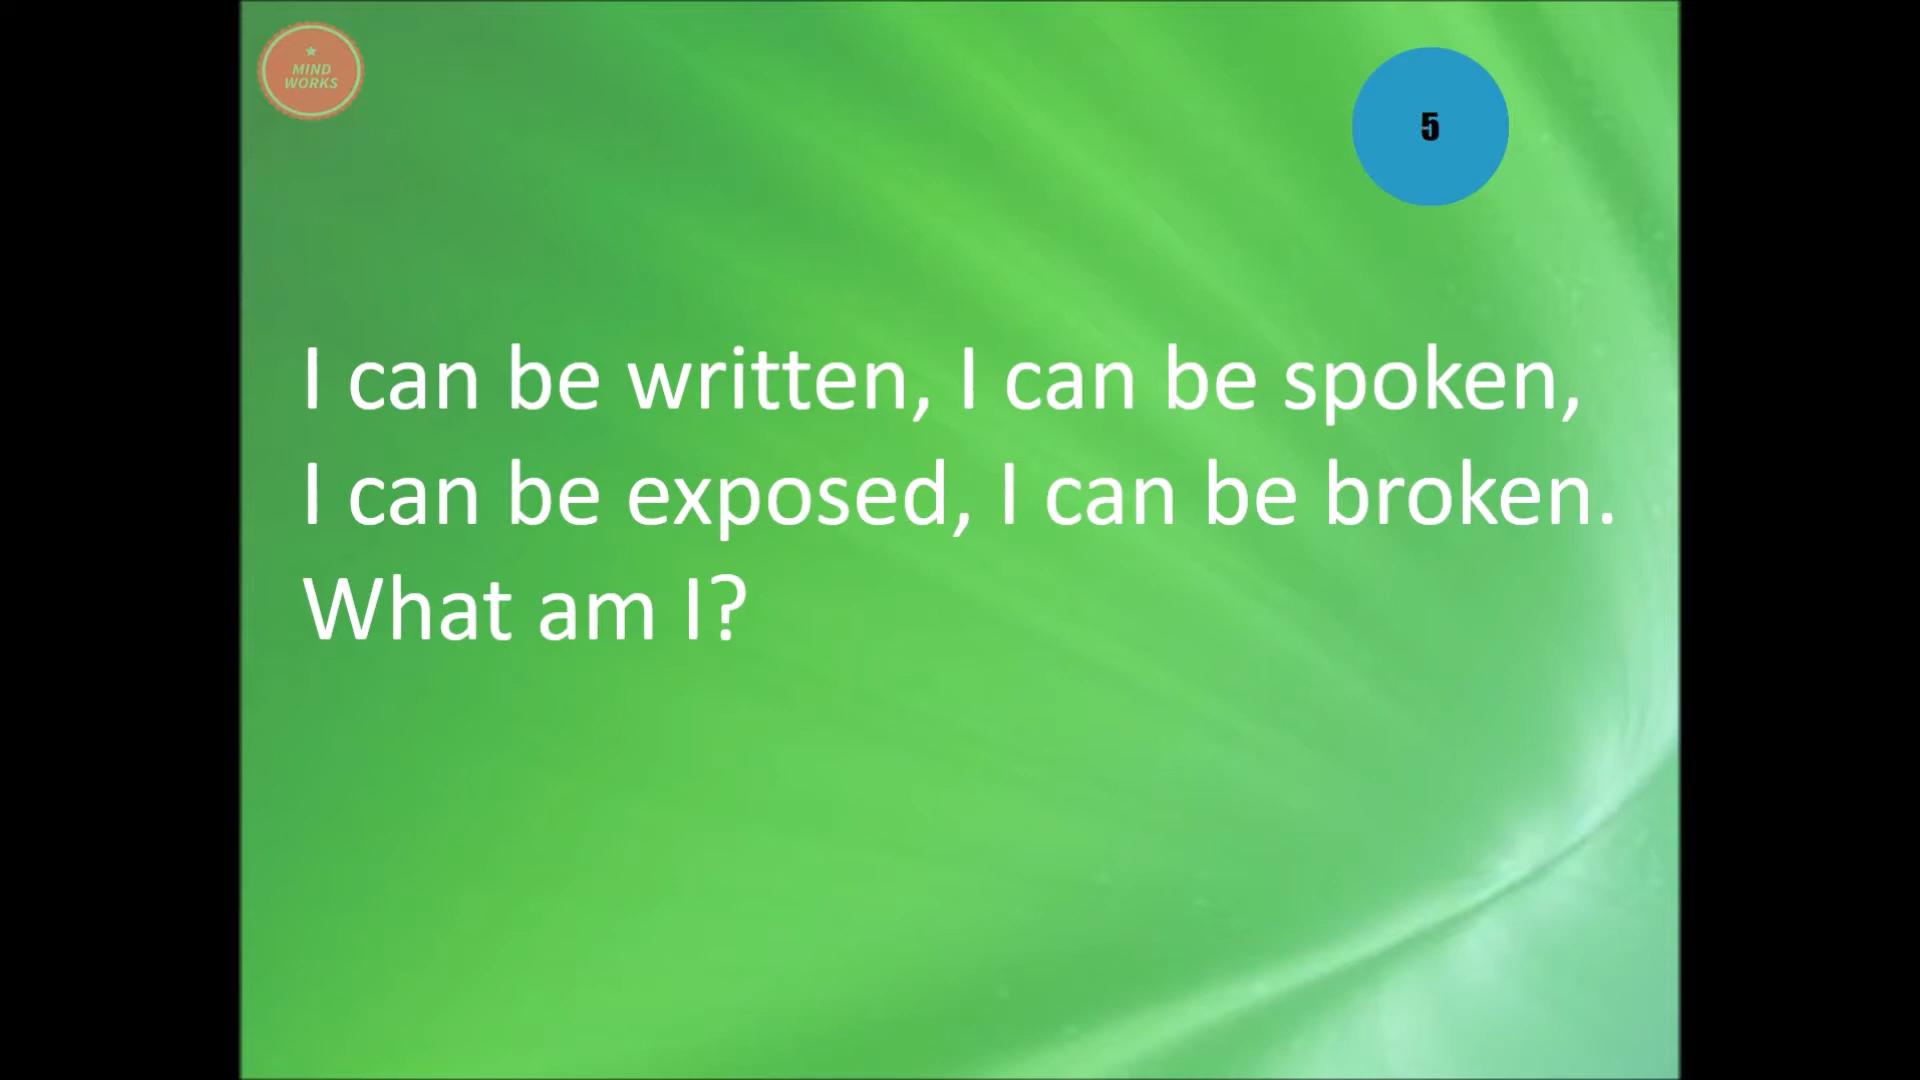 MIND
WORKS
5
I can be written, I can be spoken,
I can be exposed, I can be broken.
What am I?